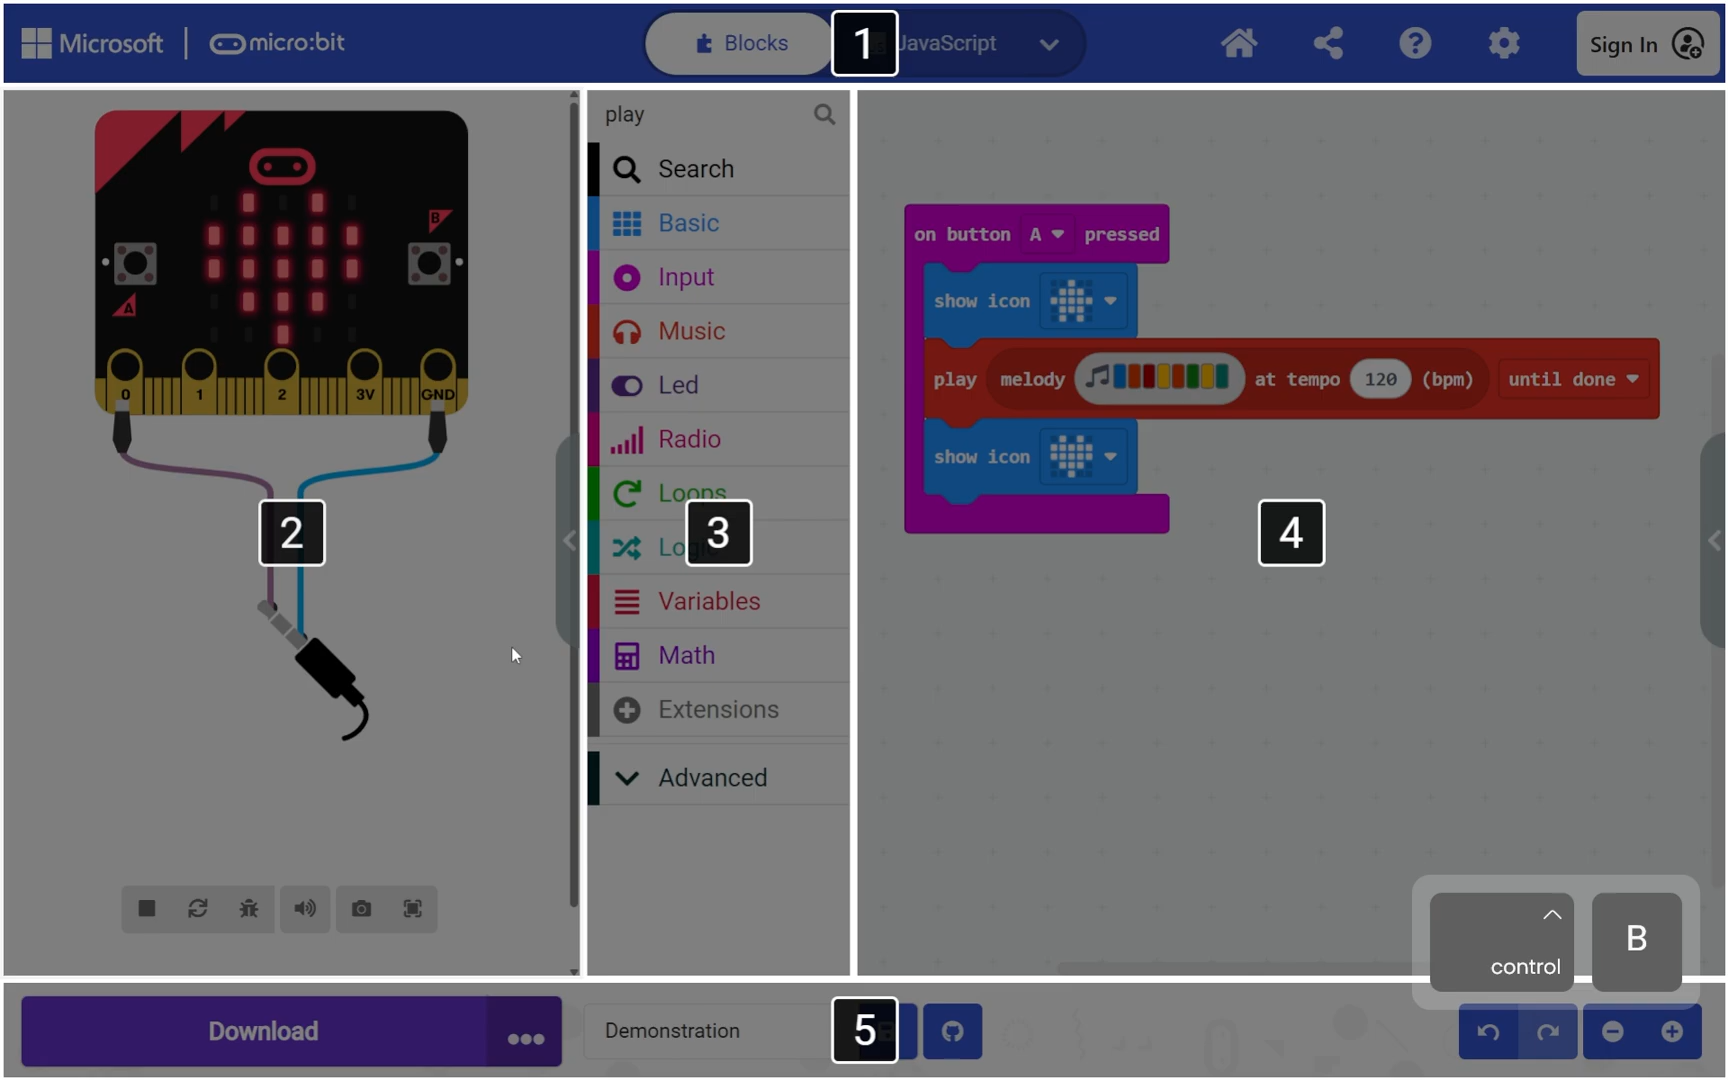 Microsoft | micro:bit
Blocks
1
JavaScript
Sign In
B
A
0 1 2 3V GND
2
play
Search
Basic
Input
Music
Led
Radio
Loops
Logic
3
Variables
Math
Extensions
Advanced
on button A pressed
show icon
play melody at tempo 120 (bpm) until done
show icon
4
control
B
Download
Demonstration
5